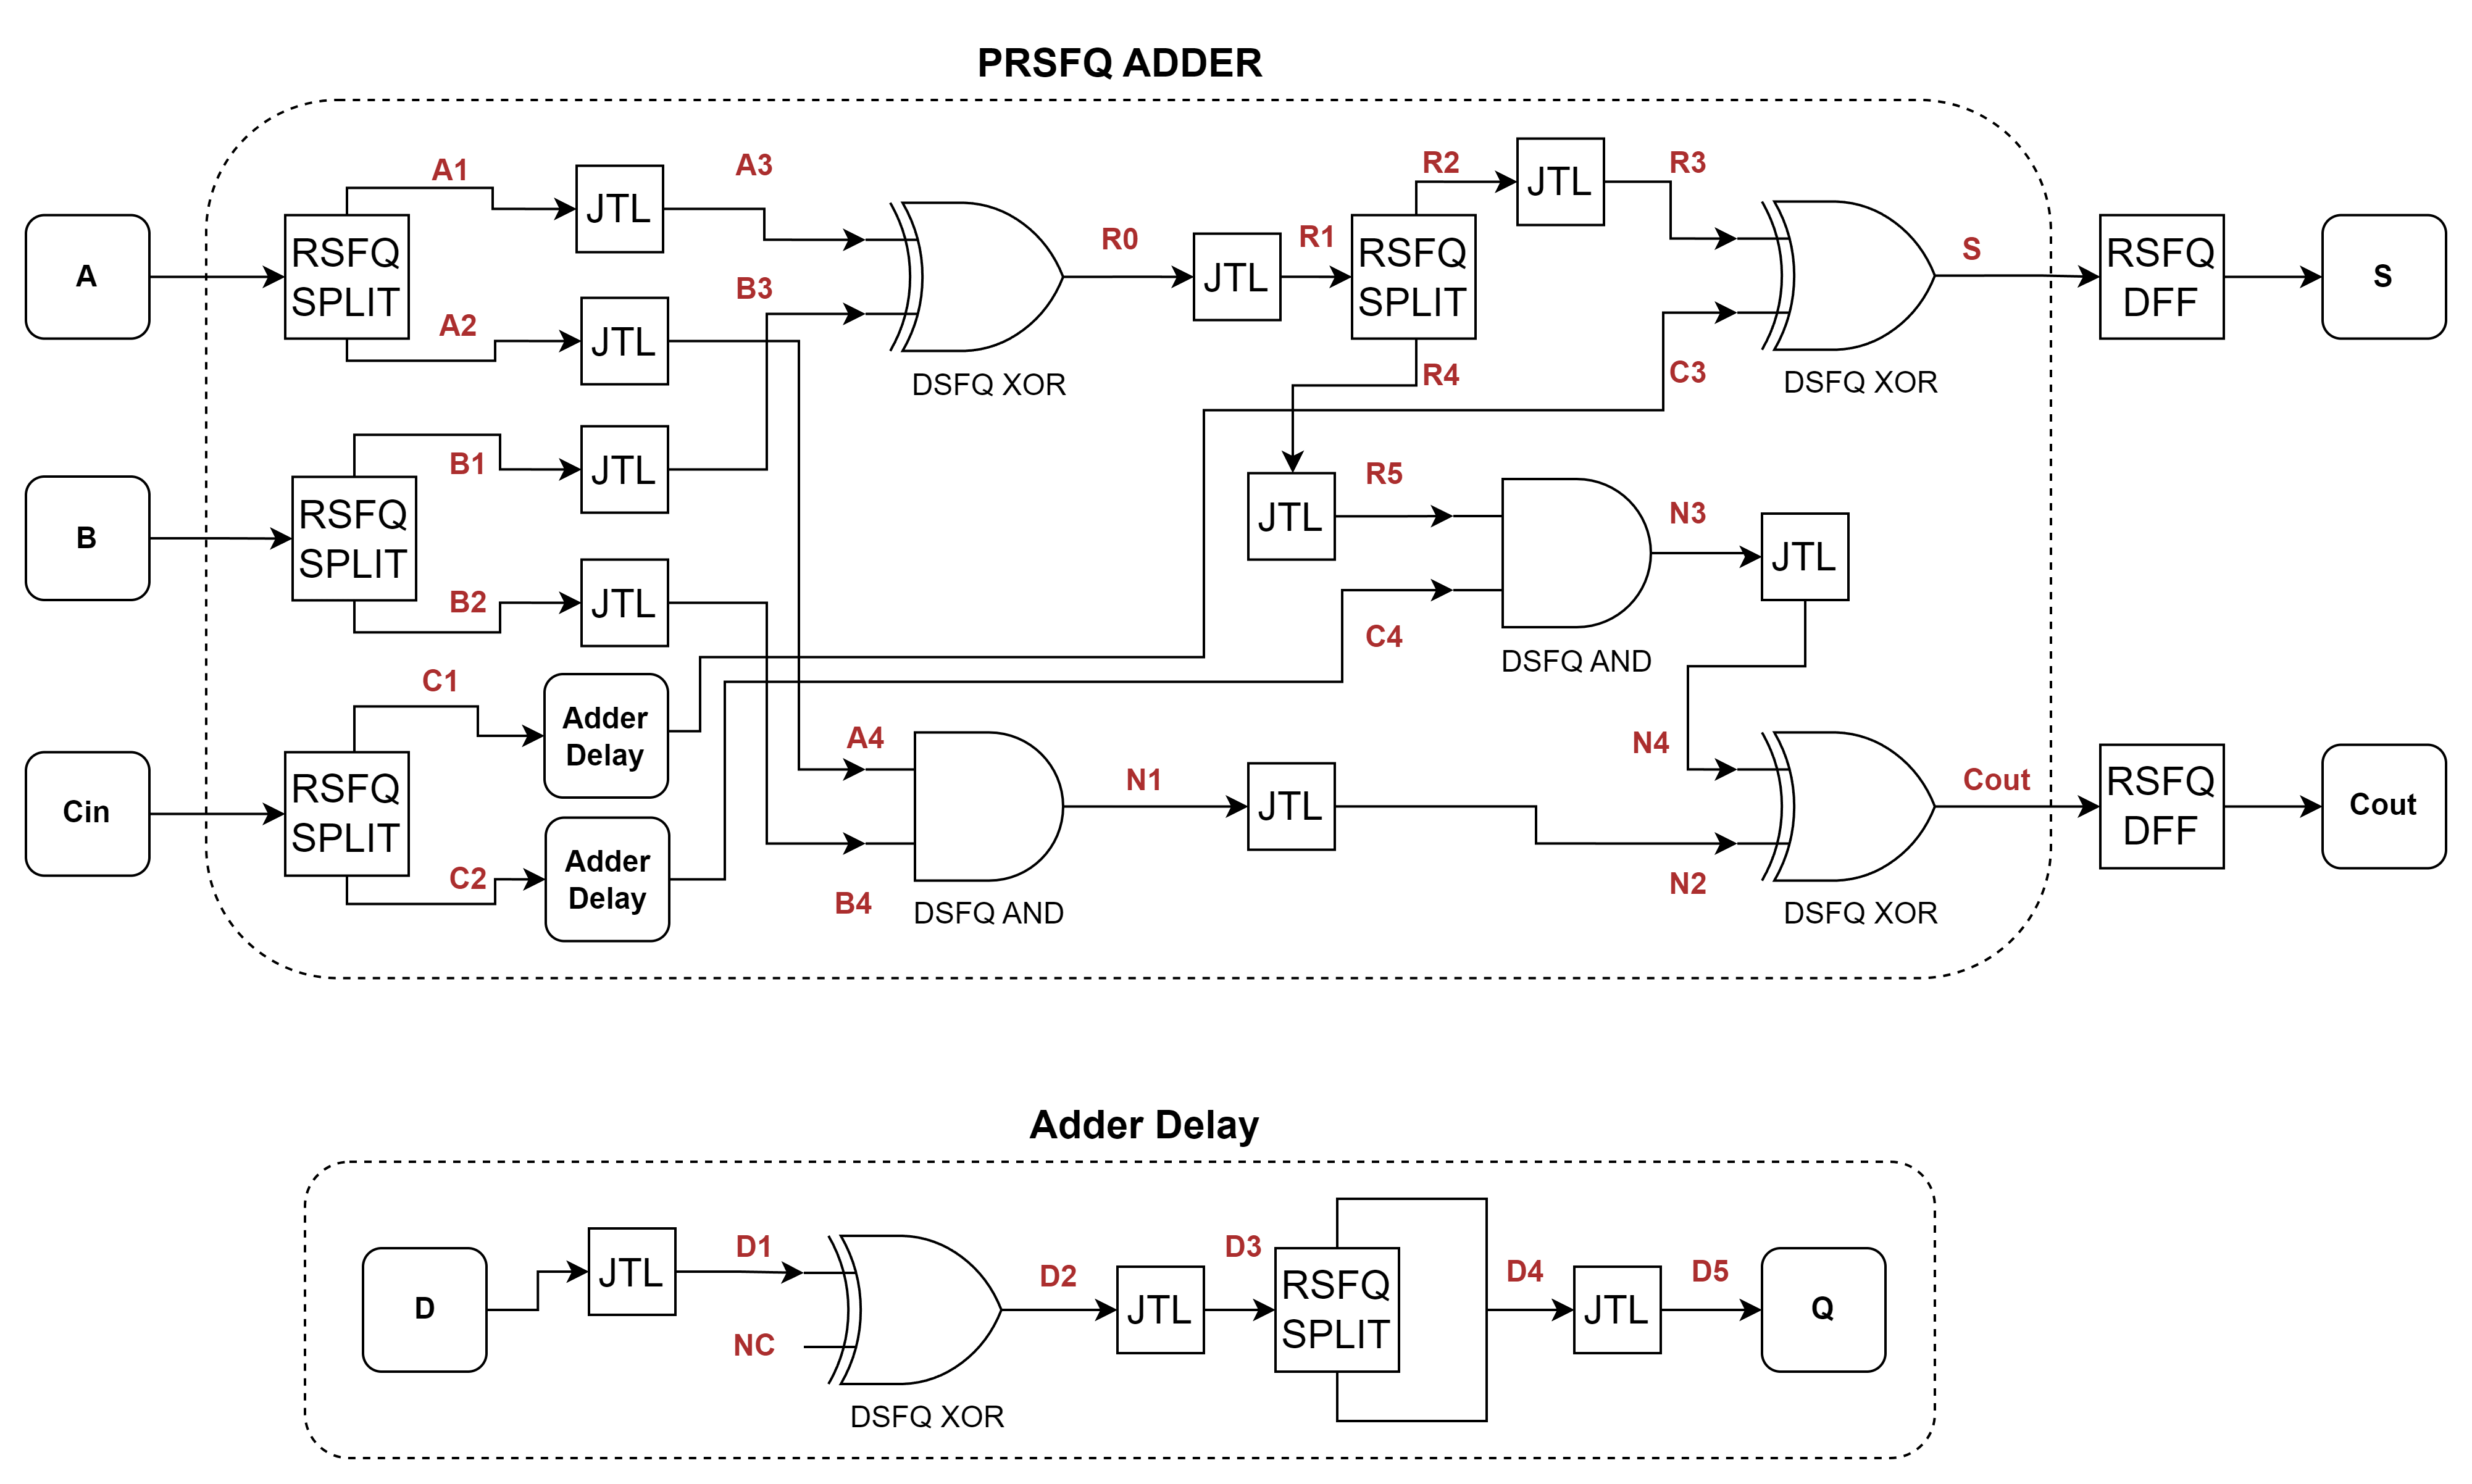 PRSFQ ADDER
A
RSFQ
SPLIT
A1
JTL
A3
A2
JTL
B3
DSFQ XOR
R0
JTL
R1
RSFQ
SPLIT
R2
JTL
R3
R4
C3
DSFQ XOR
S
RSFQ
DFF
S
B
RSFQ
SPLIT
B1
JTL
B2
JTL
JTL
R5
C4
DSFQ AND
N3
JTL
Cin
RSFQ
SPLIT
C1
Adder
Delay
C2
Adder
Delay
A4
B4
DSFQ AND
N1
JTL
N4
N2
DSFQ XOR
Cout
RSFQ
DFF
Cout
Adder Delay
D
JTL
D1
NC
DSFQ XOR
D2
JTL
D3
RSFQ
SPLIT
D4
JTL
D5
Q